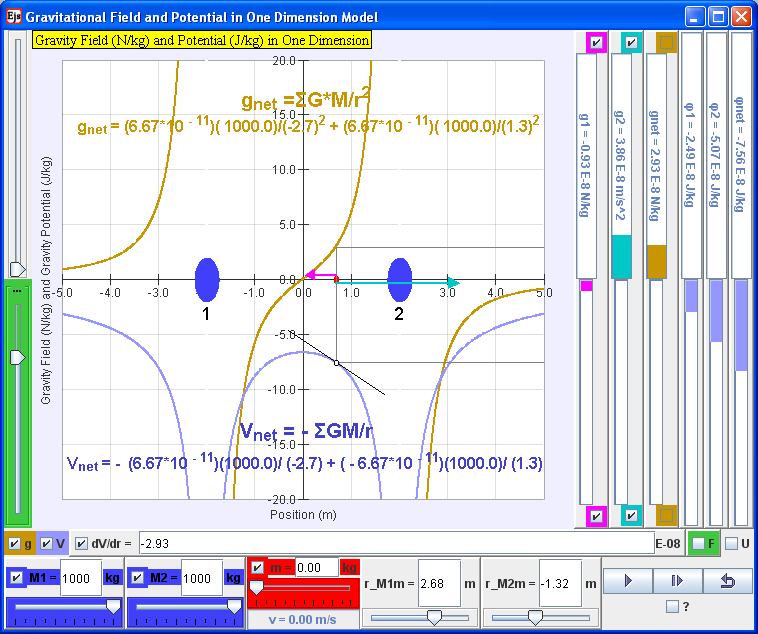 Gravitational Field and Potential in One Dimension Model
Gravity Field (N/kg) and Potential (J/kg) in One Dimension
20.0
gnet =ΣG*M/r²
gnet = (6.67*10 ⁻¹¹)( 1000.0)/(-2.7)² + (6.67*10 ⁻¹¹)( 1000.0)/(1.3)²
15.0
10.0
5.0
0.0
-5.0
-10.0
-15.0
-20.0
-5.0 -4.0 -3.0 -1.0 0.0 1.0 3.0 4.0 5.0
1
2
Vnet = - ΣGM/r
Vnet = - (6.67*10 ⁻¹¹)(1000.0)/ (-2.7) + ( - 6.67*10 ⁻¹¹)(1000.0)/ (1.3)
Position (m)
Gravity Field (N/kg) and Gravity Potential (J/kg)
g1 = -0.93 E-8 N/kg
g2 = 3.86 E-8 m/s^2
gnet = 2.93 E-8 N/kg
φ1 = -2.49 E-8 J/kg
φ2 = -5.07 E-8 J/kg
φnet = -7.56 E-8 J/kg
g V dV/dr = -2.93 E-08 F U
M1= 1000 kg M2= 1000 kg m= 0.00 kg
v = 0.00 m/s
r_M1m = 2.68 m r_M2m = -1.32 m
?